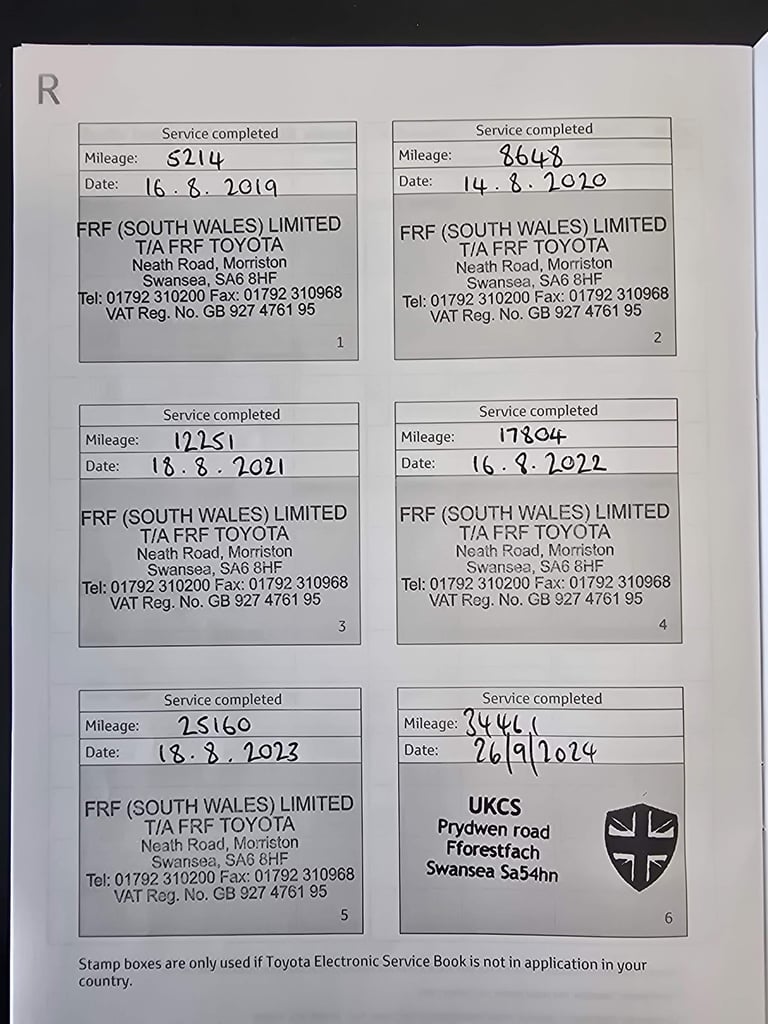 R
Service completed
Mileage: 5214
Date: 16.8.2019
FRF (SOUTH WALES) LIMITED
T/A FRF TOYOTA
Neath Road, Morriston
Swansea, SA6 8HF
Tel: 01792 310200 Fax: 01792 310968
VAT Reg. No. GB 927 4761 95
1
Service completed
Mileage: 8648
Date: 14.8.2020
FRF (SOUTH WALES) LIMITED
T/A FRF TOYOTA
Neath Road, Morriston
Swansea, SA6 8HF
Tel: 01792 310200 Fax: 01792 310968
VAT Reg. No. GB 927 4761 95
2
Service completed
Mileage: 12251
Date: 18.8.2021
FRF (SOUTH WALES) LIMITED
T/A FRF TOYOTA
Neath Road, Morriston
Swansea, SA6 8HF
Tel: 01792 310200 Fax: 01792 310968
VAT Reg. No. GB 927 4761 95
3
Service completed
Mileage: 17804
Date: 16.8.2022
FRF (SOUTH WALES) LIMITED
T/A FRF TOYOTA
Neath Road, Morriston
Swansea, SA6 8HF
Tel: 01792 310200 Fax: 01792 310968
VAT Reg. No. GB 927 4761 95
4
Service completed
Mileage: 25160
Date: 18.8.2023
FRF (SOUTH WALES) LIMITED
T/A FRF TOYOTA
Neath Road, Morriston
Swansea, SA6 8HF
Tel: 01792 310200 Fax: 01792 310968
VAT Reg. No. GB 927 4761 95
5
Service completed
Mileage: 34461
Date: 26/9/2024
UKCS
Prydwen road
Fforestfach
Swansea Sa54hn
6
Stamp boxes are only used if Toyota Electronic Service Book is not in application in your
country.